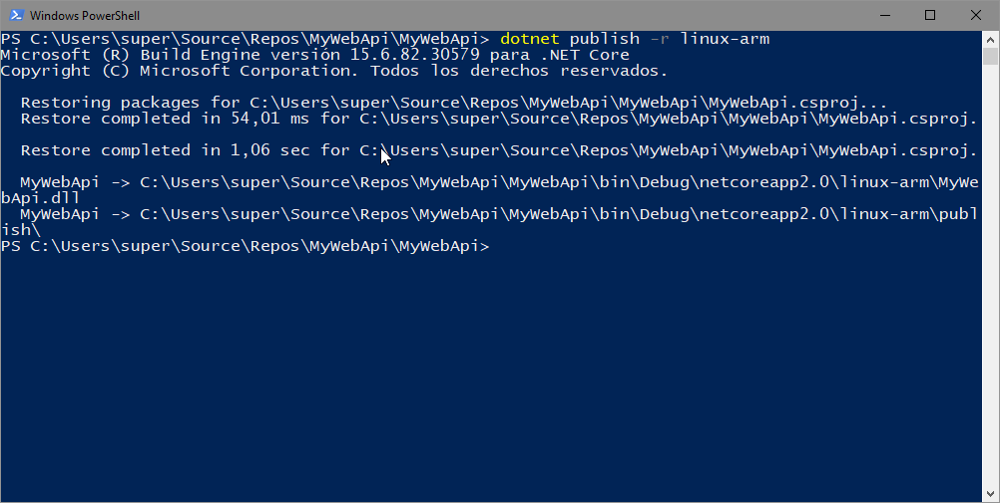 Windows PowerShell
PS C:\Users\super\Source\Repos\MyWebApi\MyWebApi> dotnet publish -r linux-arm
Microsoft (R) Build Engine versión 15.6.82.30579 para .NET Core
Copyright (C) Microsoft Corporation. Todos los derechos reservados.
  Restoring packages for C:\Users\super\Source\Repos\MyWebApi\MyWebApi\MyWebApi.csproj...
  Restore completed in 54,01 ms for C:\Users\super\Source\Repos\MyWebApi\MyWebApi\MyWebApi.csproj.
  Restore completed in 1,06 sec for C:\Users\super\Source\Repos\MyWebApi\MyWebApi\MyWebApi.csproj.
  MyWebApi -> C:\Users\super\Source\Repos\MyWebApi\MyWebApi\bin\Debug\netcoreapp2.0\linux-arm\MyWe
bApi.dll
  MyWebApi -> C:\Users\super\Source\Repos\MyWebApi\MyWebApi\bin\Debug\netcoreapp2.0\linux-arm\publ
ish\
PS C:\Users\super\Source\Repos\MyWebApi\MyWebApi>